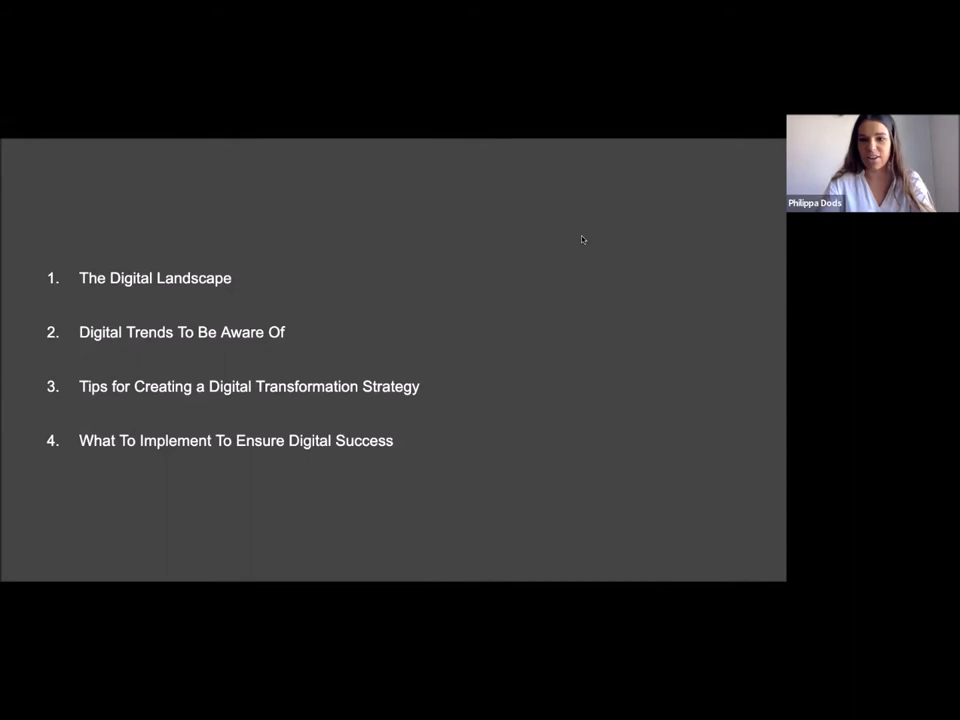 Philippa Dods
1. The Digital Landscape
2. Digital Trends To Be Aware Of
3. Tips for Creating a Digital Transformation Strategy
4. What To Implement To Ensure Digital Success